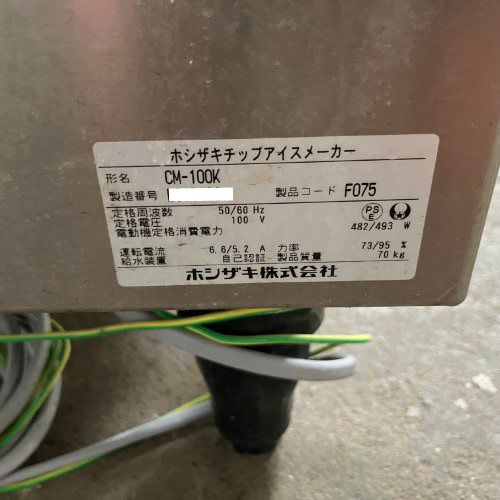 ホシザキチップアイスメーカー
形名 CM-100K
製造番号 製品コード F075
定格周波数 50/60 Hz
定格電圧 100 V
電動機定格消費電力 482/493 W
運転電流 6.6/5.2 A 力率 73/95 %
給水装置 自己認証 製品質量 70 kg
ホシザキ株式会社
PS
E